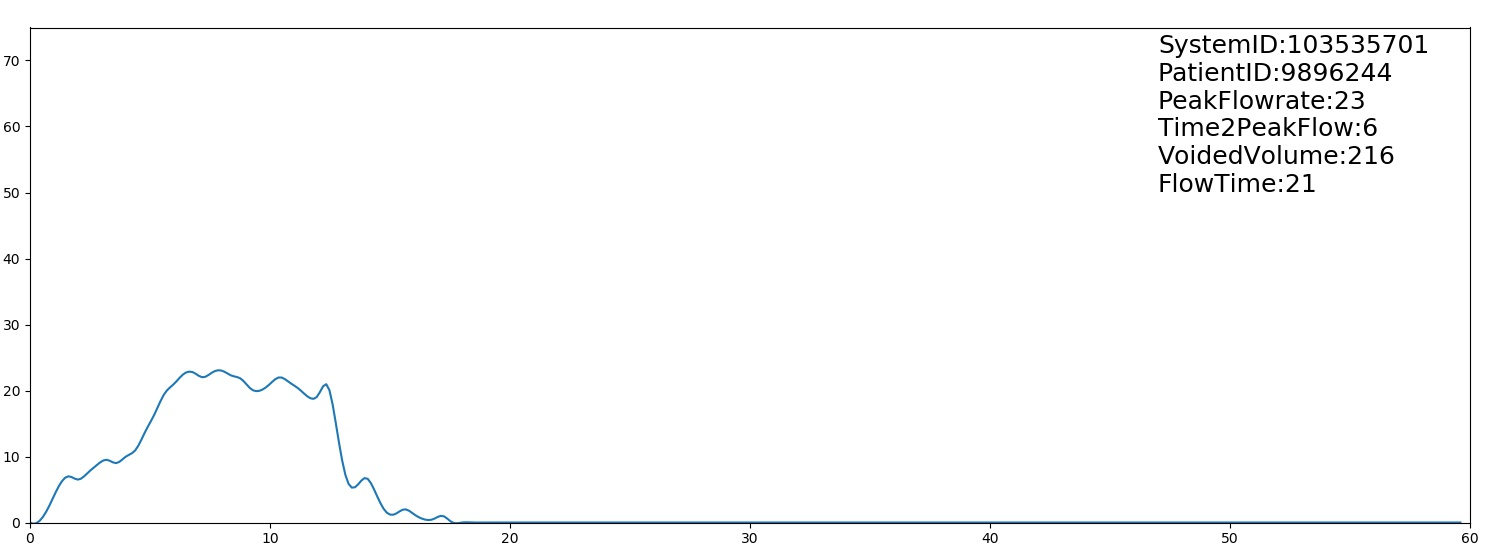 SystemID:103535701
PatientID:9896244
PeakFlowrate:23
Time2PeakFlow:6
VoidedVolume:216
FlowTime:21
70
60
50
40
30
20
10
0
0 10 20 30 40 50 60